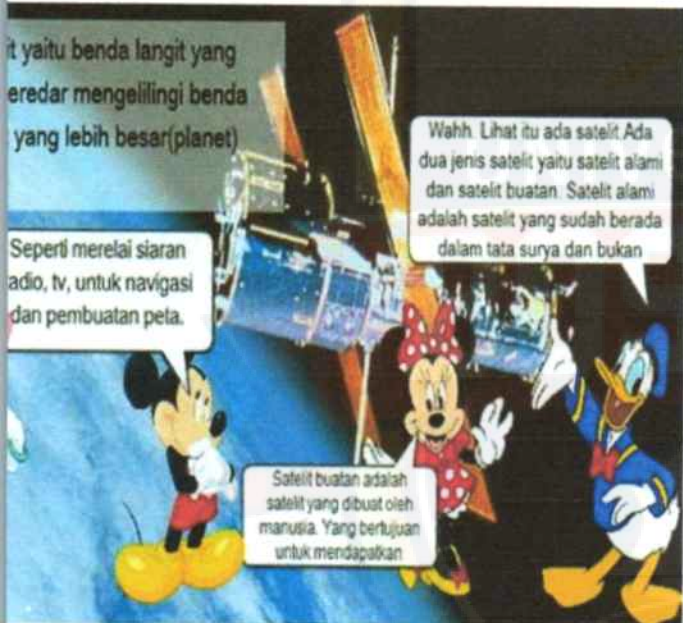 it yaitu benda langit yang
eredar mengelilingi benda
yang lebih besar(planet)
Wahh. Lihat itu ada satelit Ada
dua jenis satelit yaitu satelit alami
dan satelit buatan. Satelit alami
adalah satelit yang sudah berada
dalam tata surya dan bukan
Seperti merelai siaran
adio, tv, untuk navigasi
dan pembuatan peta.
Satelit buatan adalah
satelit yang dibuat oleh
manusia. Yang bertujuan
untuk mendapatkan